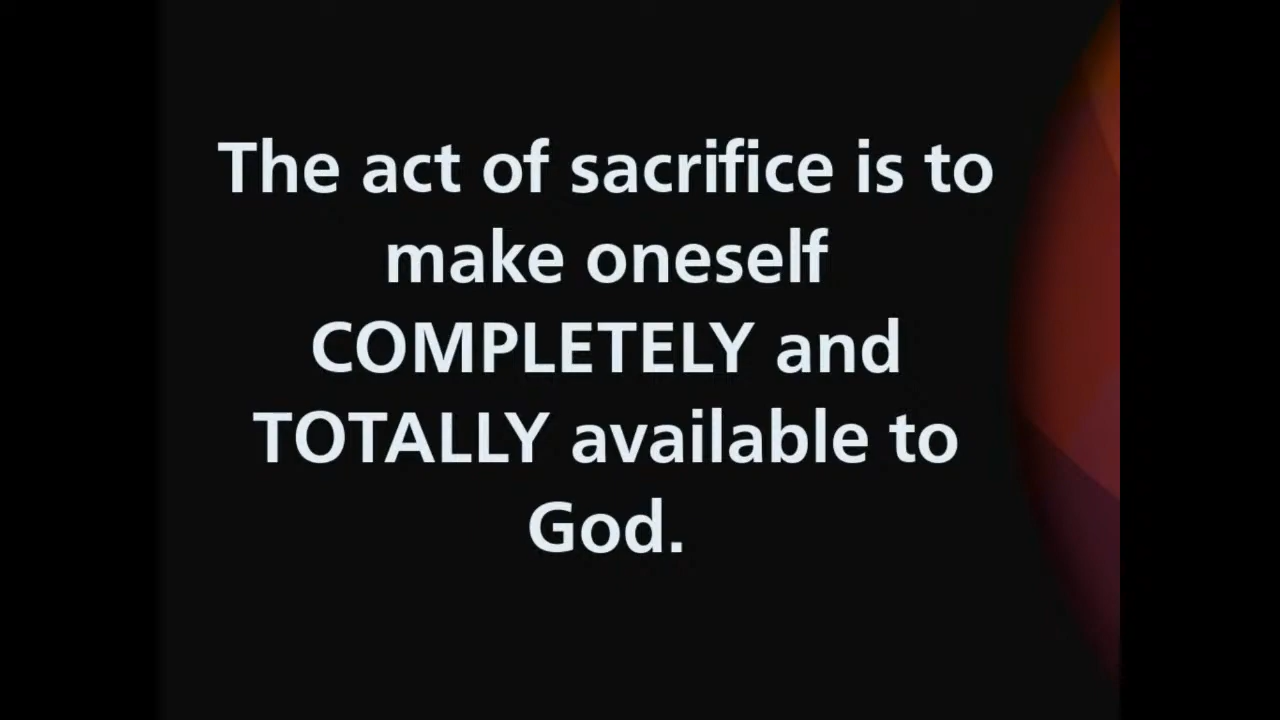 The act of sacrifice is to
make oneself
COMPLETELY and
TOTALLY available to
God.